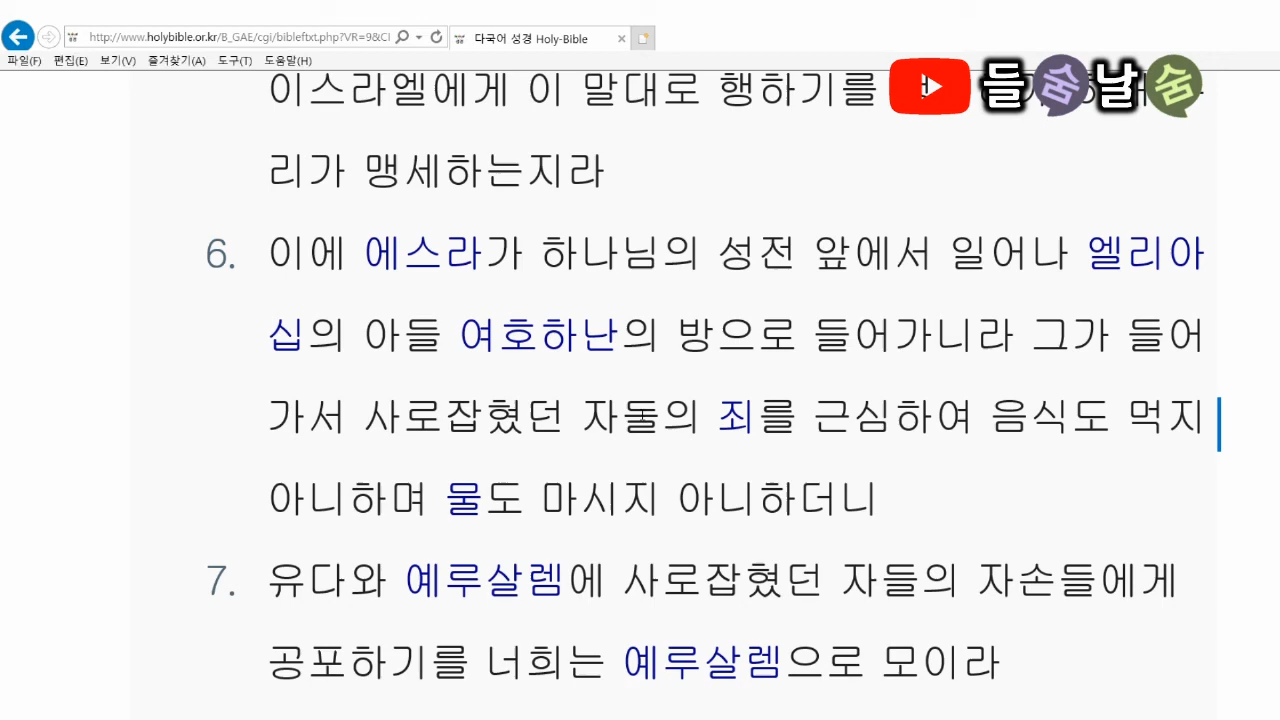 http://www.holybible.or.kr/B_GAE/cgi/bibleftxt.php?VR=9&CI
다국어 성경 Holy-Bible
파일(F) 편집(E) 보기(V) 즐겨찾기(A) 도구(T) 도움말(H)
들숨날숨
이스라엘에게 이 말대로 행하기를
리가 맹세하는지라
6. 이에 에스라가 하나님의 성전 앞에서 일어나 엘리아
십의 아들 여호하난의 방으로 들어가니라 그가 들어
가서 사로잡혔던 자들의 죄를 근심하여 음식도 먹지
아니하며 물도 마시지 아니하더니
7. 유다와 예루살렘에 사로잡혔던 자들의 자손들에게
공포하기를 너희는 예루살렘으로 모이라